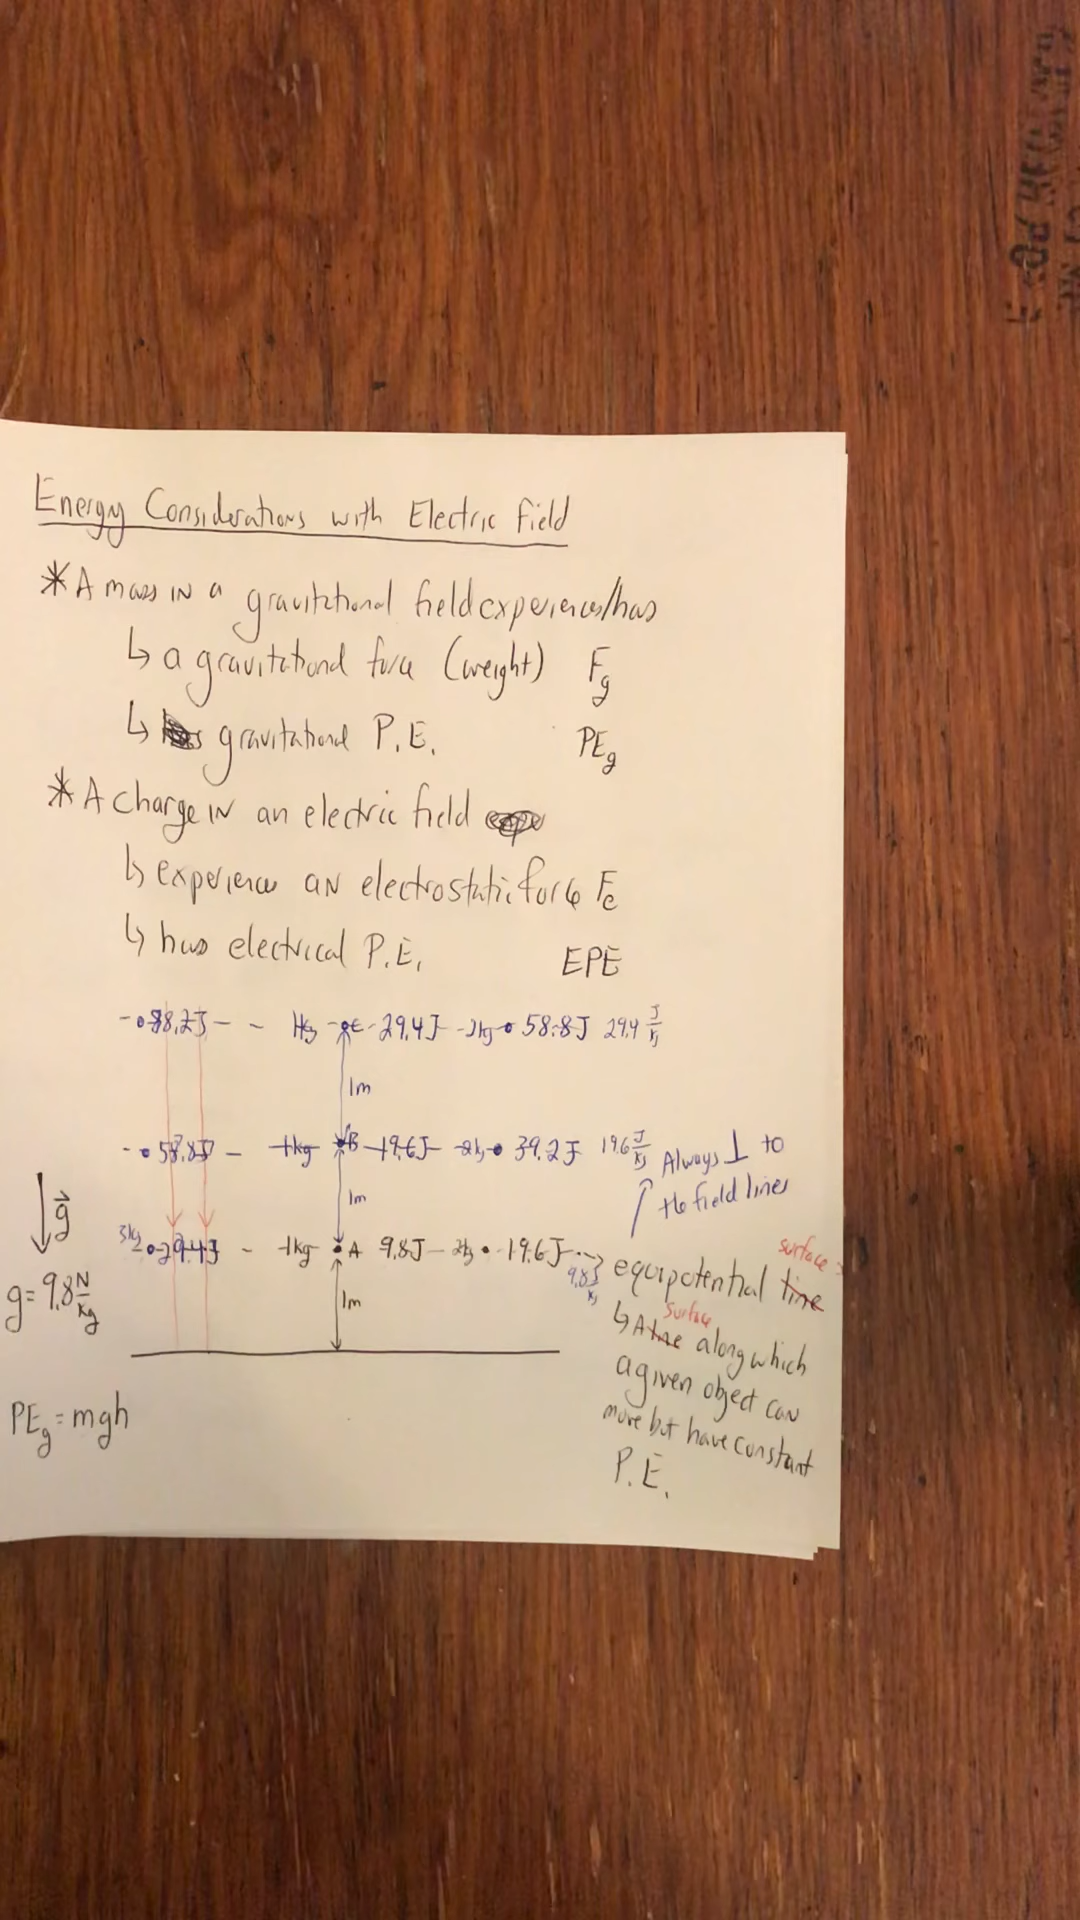 Energy Considerations with Electric Field
* A mass IN a gravitational field experiences/has
↳ a gravitational force (weight) Fg
↳ gravitational P.E. PEg
* A charge IN an electric field
↳ experiences AN electrostatic force Fe
↳ has electrical P.E. EPE
88.2J 1kg C 29.4J 2kg 58.8J 29.4 J/kg
1m
58.8J 1kg B 19.6J 2kg 39.2J 19.6 J/kg Always ⊥ to
the field lines
1m
g
3kg 29.4J 1kg A 9.8J 2kg 19.6J 9.8 J/kg
surface
equipotential line
g = 9.8 N/kg
1m
surface
↳ A line along which
a given object can
move but have constant
P.E.
PEg = mgh